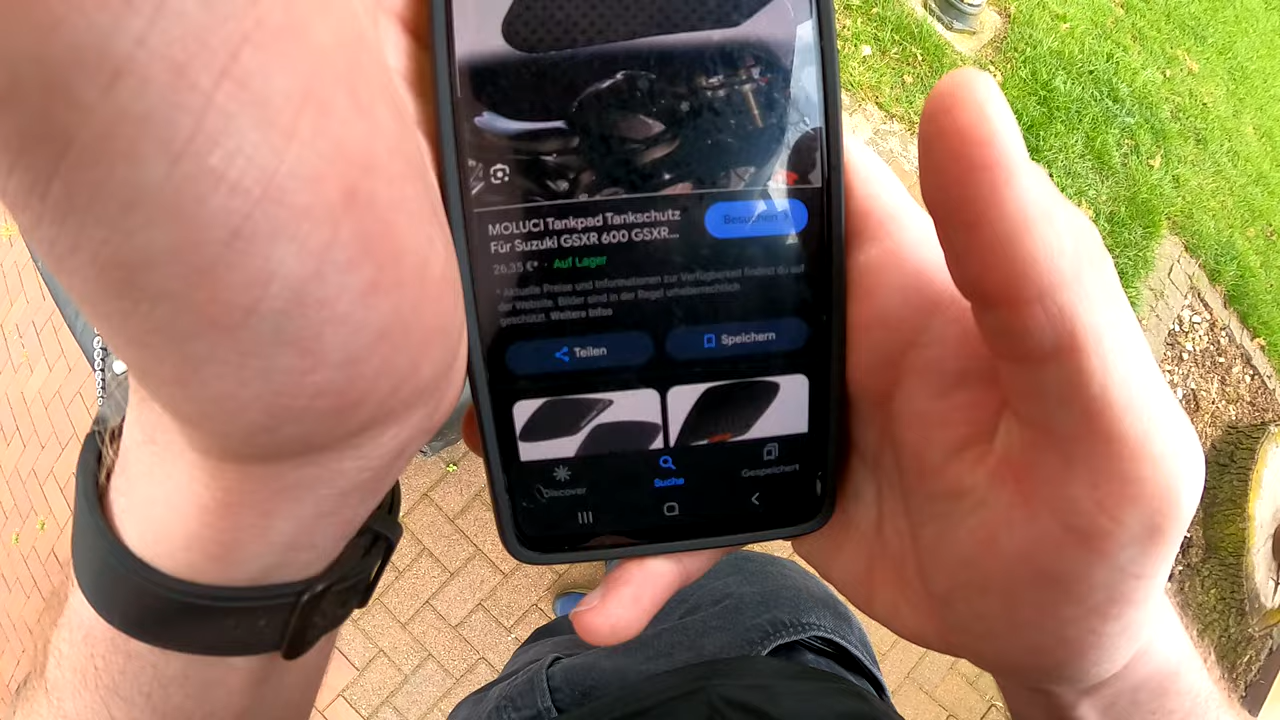 MOLUCI Tankpad Tankschutz
Für Suzuki GSXR 600 GSXR...
Besuchen
26,35 €* · Auf Lager
* Aktuelle Preise und Informationen zur Verfügbarkeit findest du auf
der Website. Bilder sind in der Regel urheberrechtlich
geschützt. Weitere Infos
Teilen
Speichern
Discover
Suche
Gespeichert